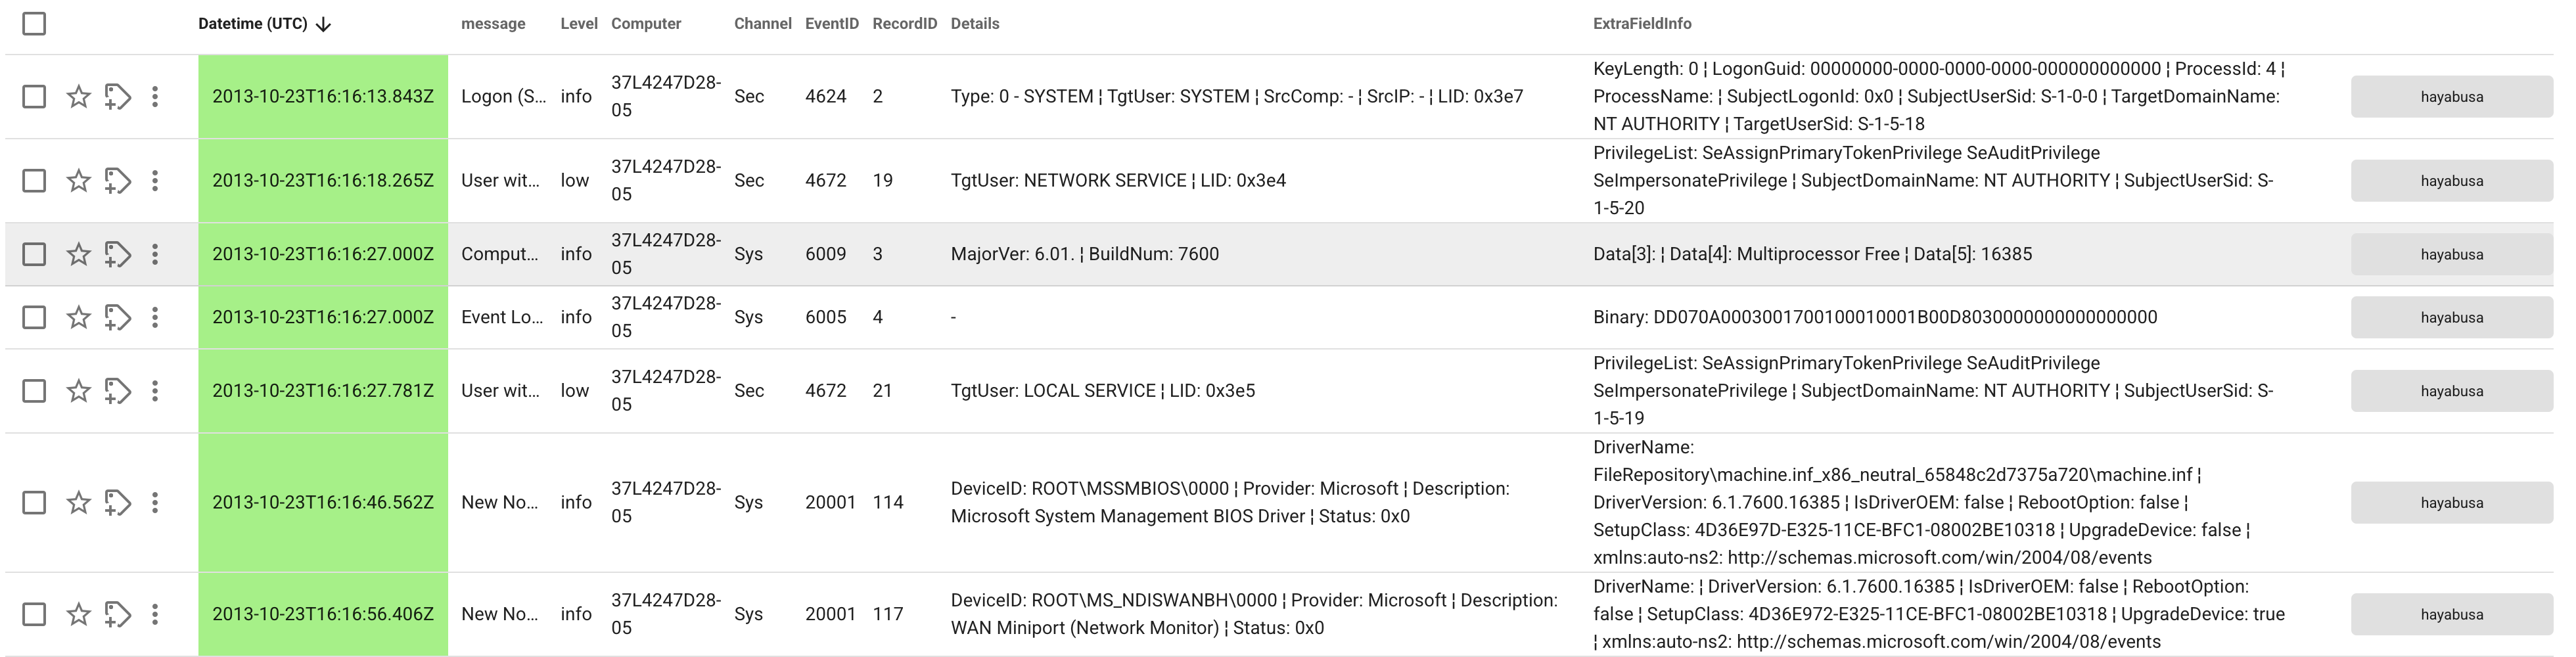 Datetime (UTC) message Level Computer Channel EventID RecordID Details ExtraFieldInfo
2013-10-23T16:16:13.843Z Logon (S... info 37L4247D28-
05 Sec 4624 2 Type: 0 - SYSTEM ¦ TgtUser: SYSTEM ¦ SrcComp: - ¦ SrcIP: - ¦ LID: 0x3e7
KeyLength: 0 ¦ LogonGuid: 00000000-0000-0000-0000-000000000000 ¦ ProcessId: 4 ¦
ProcessName: ¦ SubjectLogonId: 0x0 ¦ SubjectUserSid: S-1-0-0 ¦ TargetDomainName:
NT AUTHORITY ¦ TargetUserSid: S-1-5-18
hayabusa
2013-10-23T16:16:18.265Z User wit... low 37L4247D28-
05 Sec 4672 19 TgtUser: NETWORK SERVICE ¦ LID: 0x3e4
PrivilegeList: SeAssignPrimaryTokenPrivilege SeAuditPrivilege
SeImpersonatePrivilege ¦ SubjectDomainName: NT AUTHORITY ¦ SubjectUserSid: S-
1-5-20
hayabusa
2013-10-23T16:16:27.000Z Comput... info 37L4247D28-
05 Sys 6009 3 MajorVer: 6.01. ¦ BuildNum: 7600
Data[3]: ¦ Data[4]: Multiprocessor Free ¦ Data[5]: 16385
hayabusa
2013-10-23T16:16:27.000Z Event Lo... info 37L4247D28-
05 Sys 6005 4 -
Binary: DD070A0003001700100010001B00D8030000000000000000
hayabusa
2013-10-23T16:16:27.781Z User wit... low 37L4247D28-
05 Sec 4672 21 TgtUser: LOCAL SERVICE ¦ LID: 0x3e5
PrivilegeList: SeAssignPrimaryTokenPrivilege SeAuditPrivilege
SeImpersonatePrivilege ¦ SubjectDomainName: NT AUTHORITY ¦ SubjectUserSid: S-
1-5-19
hayabusa
2013-10-23T16:16:46.562Z New No... info 37L4247D28-
05 Sys 20001 114 DeviceID: ROOT\MSSMBIOS\0000 ¦ Provider: Microsoft ¦ Description:
Microsoft System Management BIOS Driver ¦ Status: 0x0
DriverName:
FileRepository\machine.inf_x86_neutral_65848c2d7375a720\machine.inf ¦
DriverVersion: 6.1.7600.16385 ¦ IsDriverOEM: false ¦ RebootOption: false ¦
SetupClass: 4D36E97D-E325-11CE-BFC1-08002BE10318 ¦ UpgradeDevice: false ¦
xmlns:auto-ns2: http://schemas.microsoft.com/win/2004/08/events
hayabusa
2013-10-23T16:16:56.406Z New No... info 37L4247D28-
05 Sys 20001 117 DeviceID: ROOT\MS_NDISWANBH\0000 ¦ Provider: Microsoft ¦ Description:
WAN Miniport (Network Monitor) ¦ Status: 0x0
DriverName: ¦ DriverVersion: 6.1.7600.16385 ¦ IsDriverOEM: false ¦ RebootOption:
false ¦ SetupClass: 4D36E972-E325-11CE-BFC1-08002BE10318 ¦ UpgradeDevice: true
¦ xmlns:auto-ns2: http://schemas.microsoft.com/win/2004/08/events
hayabusa